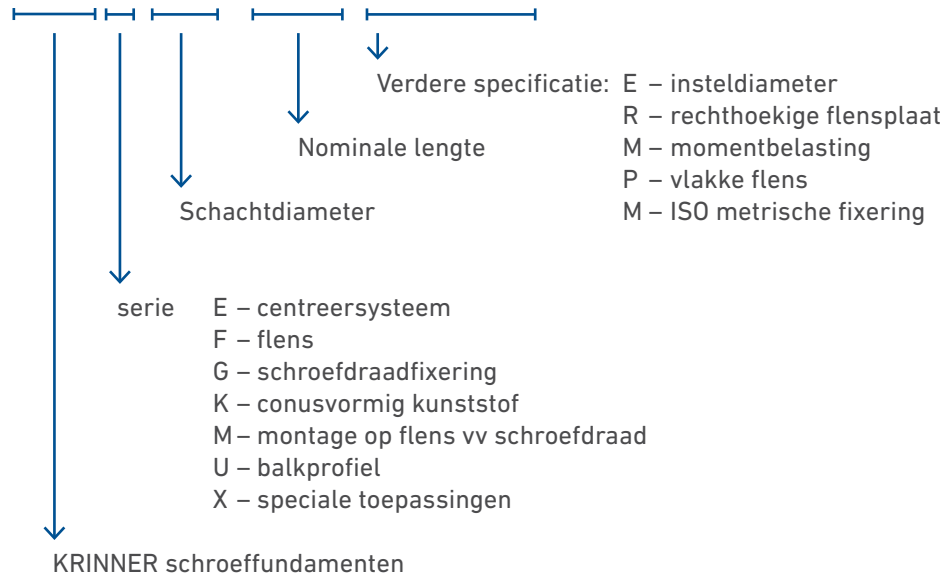 Verdere specificatie: E – insteldiameter
R – rechthoekige flensplaat
Nominale lengte M – momentbelasting
P – vlakke flens
Schachtdiameter M – ISO metrische fixering
serie E – centreersysteem
F – flens
G – schroefdraadfixering
K – conusvormig kunststof
M – montage op flens vv schroefdraad
U – balkprofiel
X – speciale toepassingen
KRINNER schroeffundamenten